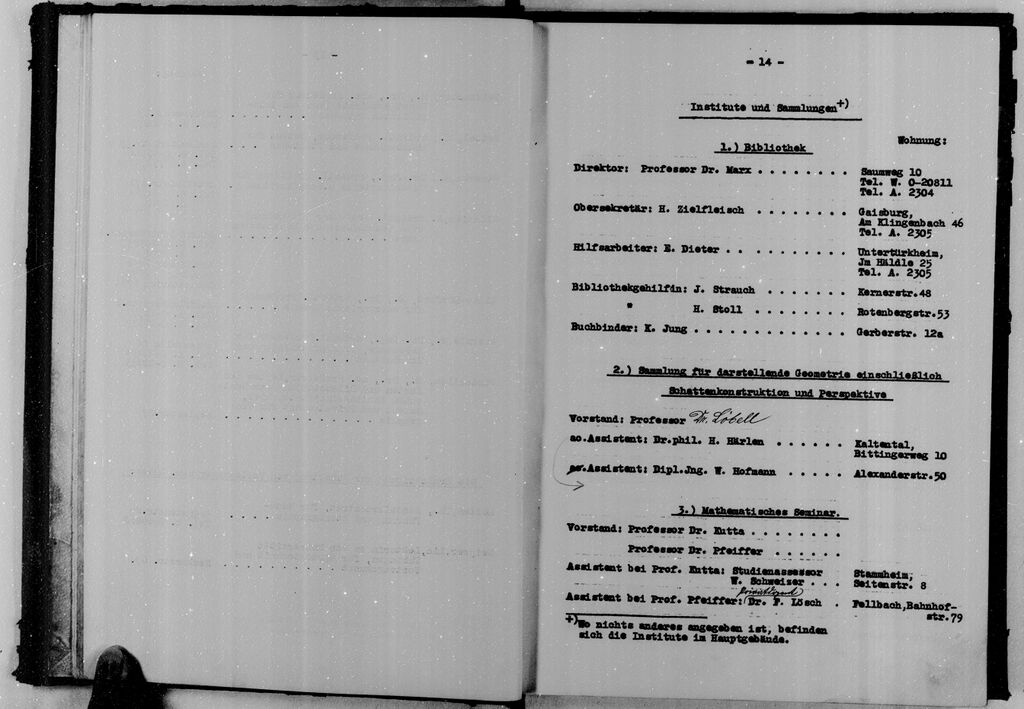 - 14 -
Institute und Sammlungen +)
Wohnung:
1.) Bibliothek
Direktor: Professor Dr. Marx . . . . . . . . Saumweg 10
Tel. W. 0-20811
Tel. A. 2304
Obersekretär: H. Zielfleisch . . . . . . . . Gaisburg,
Am Klingenbach 46
Tel. A. 2305
Hilfsarbeiter: E. Dieter . . . . . . . . . . Untertürkheim,
Jm Häldle 25
Tel. A. 2305
Bibliothekgehilfin: J. Strauch . . . . . . . Kernerstr.48
" H. Stoll . . . . . . . . Rotenbergstr.53
Buchbinder: K. Jung . . . . . . . . . . . . . Gerberstr. 12a
2.) Sammlung für darstellende Geometrie einschließlich
Schattenkonstruktion und Perspektive
Vorstand: Professor Dr. Löbell
ao.Assistent: Dr.phil. H. Härlen . . . . . . Kaltental,
Bittingerweg 10
Assistent: Dipl.Jng. W. Hofmann . . . . . Alexanderstr.50
3.) Mathematisches Seminar.
Vorstand: Professor Dr. Kutta . . . . . . . .
Professor Dr. Pfeiffer . . . . . .
Assistent bei Prof. Kutta: Studienassessor Stammheim,
W. Schweizer . . . Seitenstr. 8
Assistent bei Prof. Pfeiffer: Dr. F. Lösch . Fellbach,Bahnhof-
str.79
+) Wo nichts anderes angegeben ist, befinden
sich die Institute im Hauptgebäude.